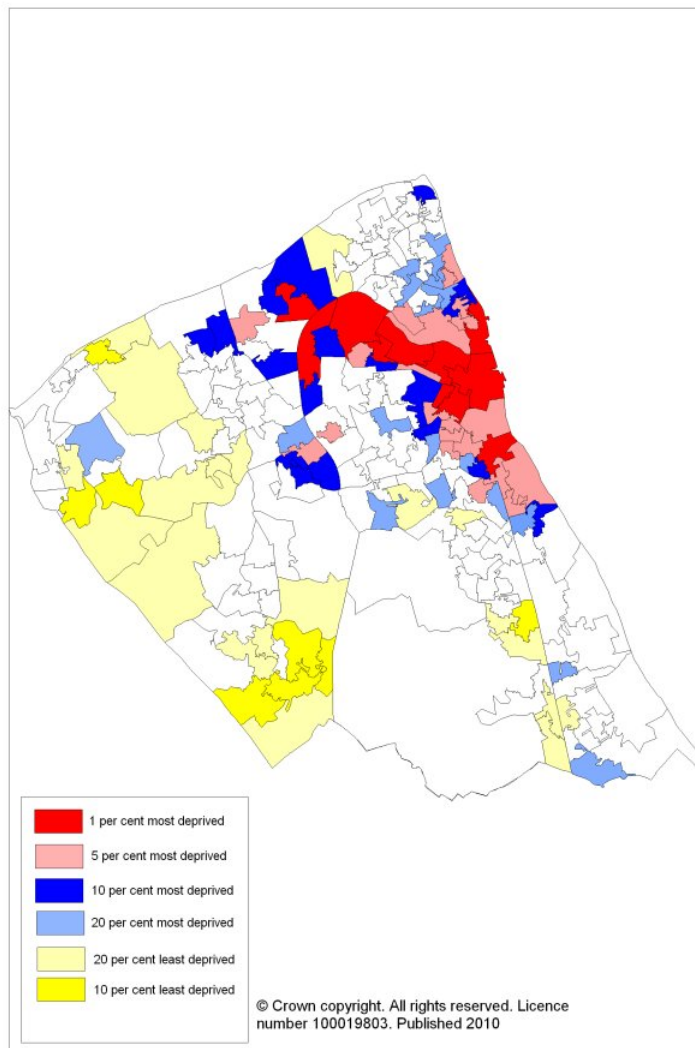 1 per cent most deprived
5 per cent most deprived
10 per cent most deprived
20 per cent most deprived
20 per cent least deprived
10 per cent least deprived
© Crown copyright. All rights reserved. Licence
number 100019803. Published 2010